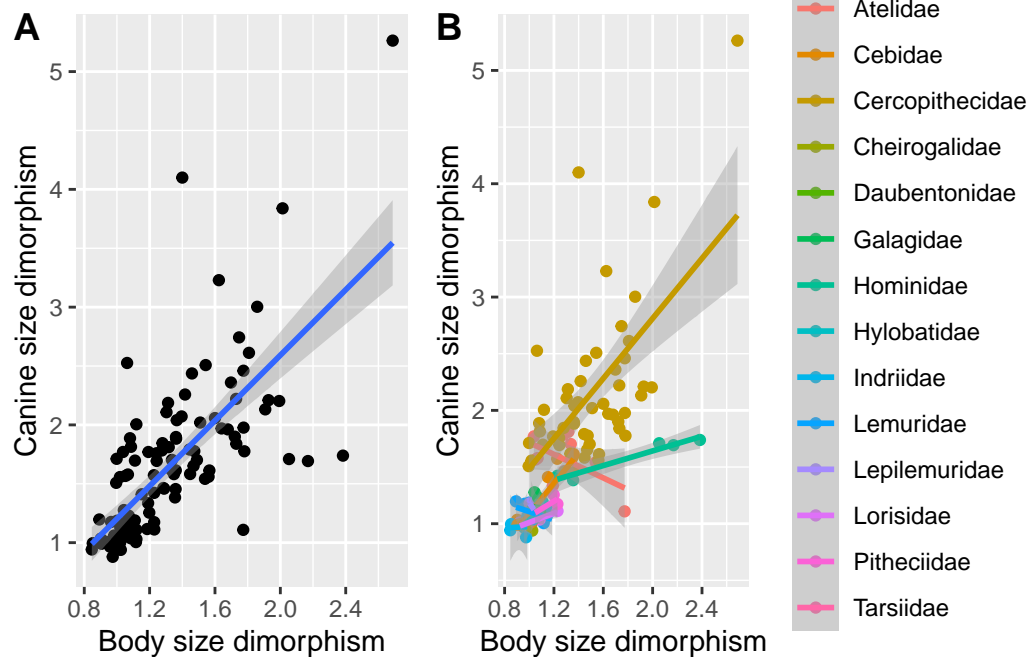 A
B
Canine size dimorphism
5
4
3
2
1
0.8
1.2
1.6
2.0
2.4
Body size dimorphism
Canine size dimorphism
5
4
3
2
1
0.8
1.2
1.6
2.0
2.4
Body size dimorphism
Atelidae
Cebidae
Cercopithecidae
Cheirogalidae
Daubentonidae
Galagidae
Hominidae
Hylobatidae
Indriidae
Lemuridae
Lepilemuridae
Lorisidae
Pitheciidae
Tarsiidae